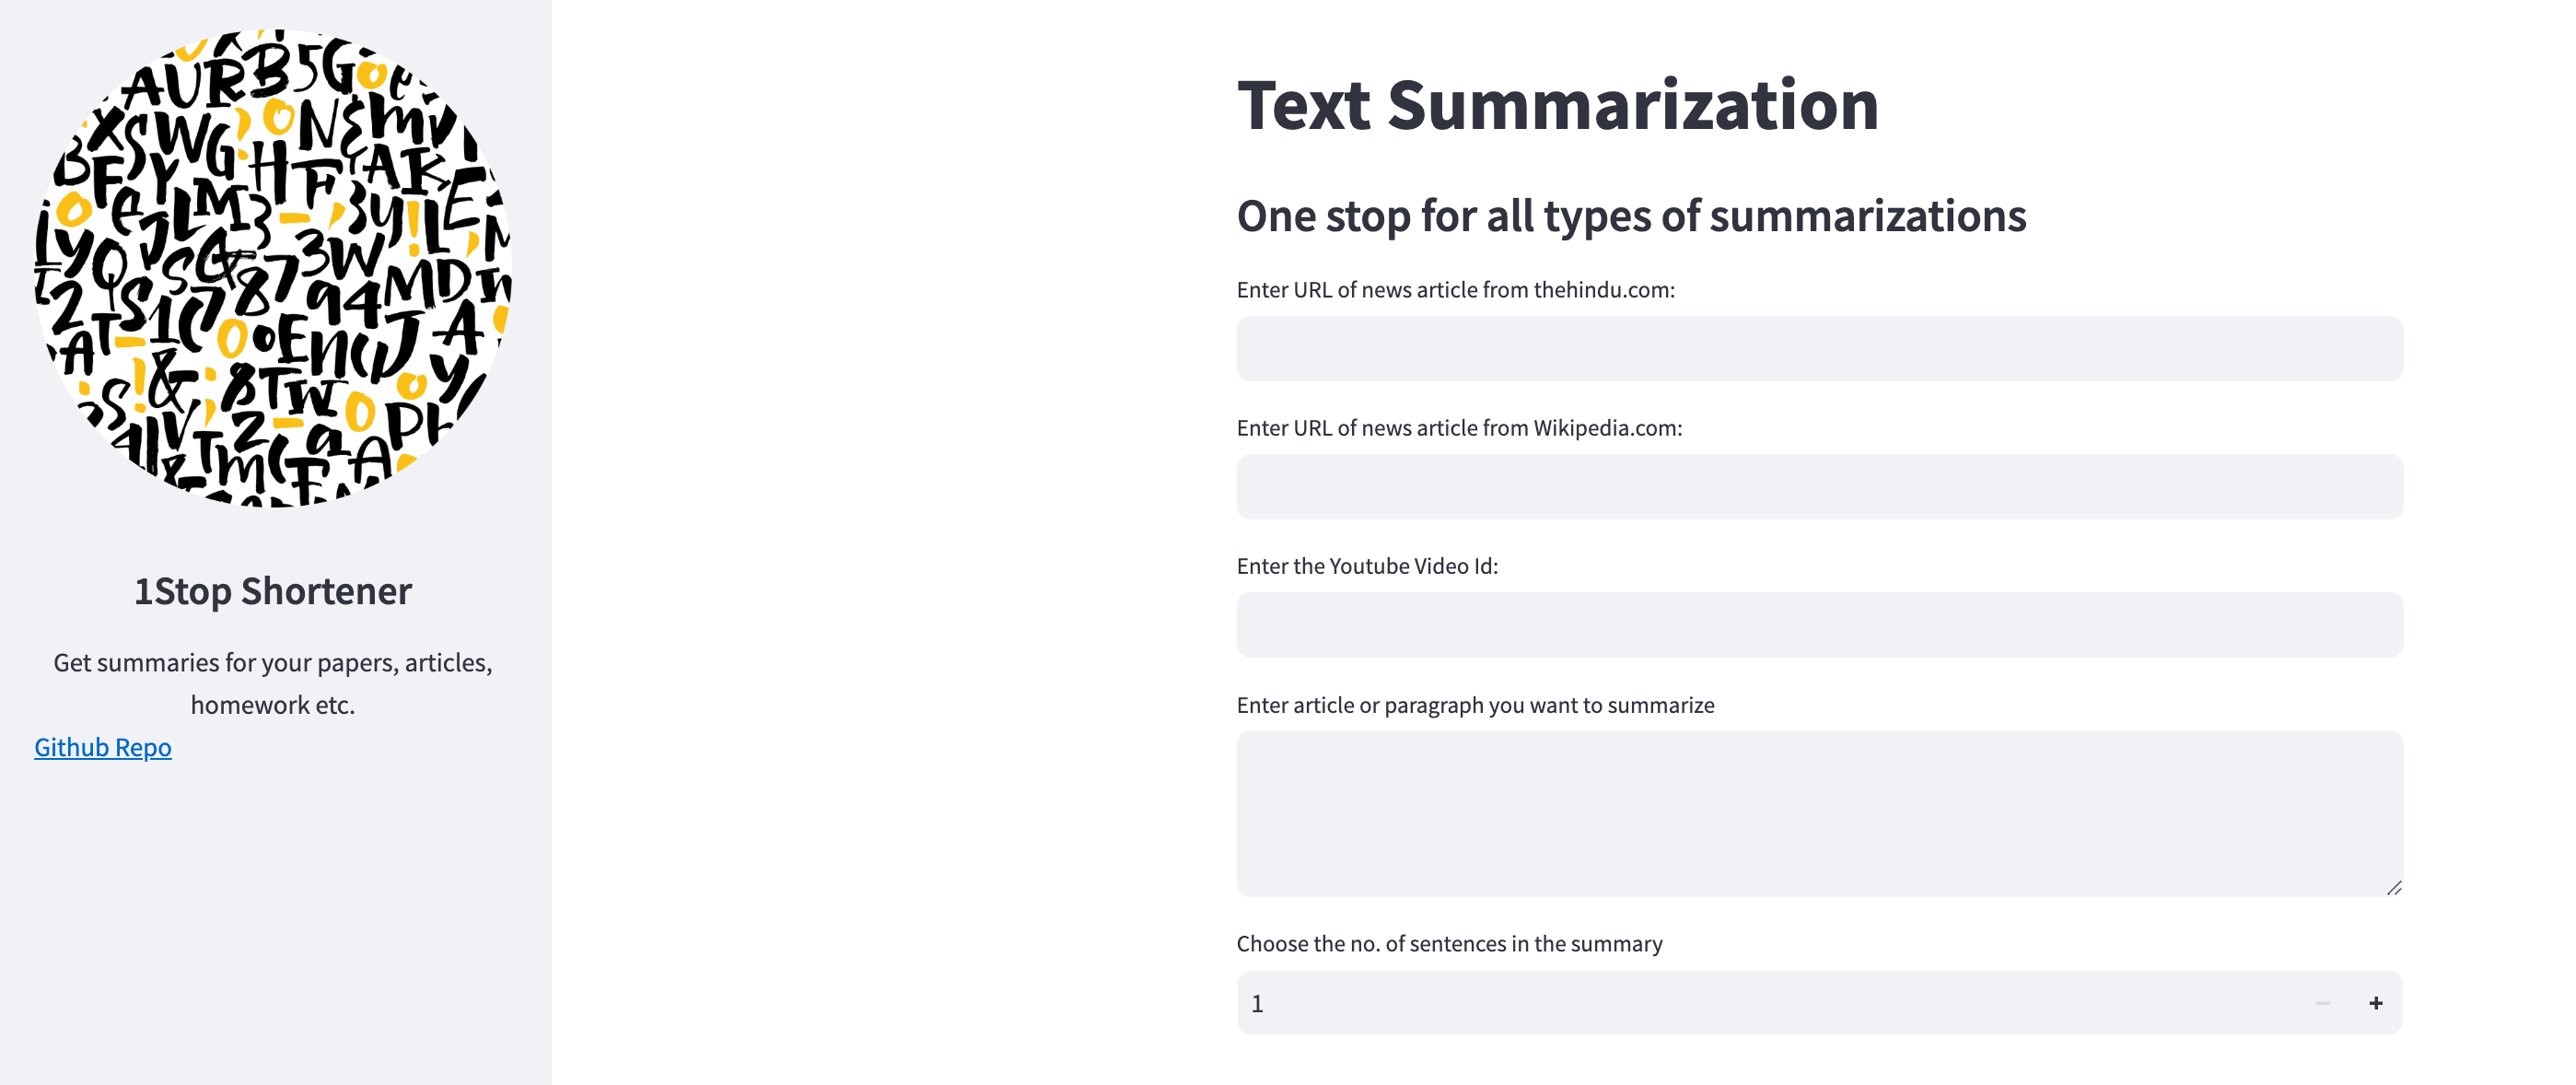 1Stop Shortener
Get summaries for your papers, articles,
homework etc.
Github Repo
Text Summarization
One stop for all types of summarizations
Enter URL of news article from thehindu.com:
Enter URL of news article from Wikipedia.com:
Enter the Youtube Video Id:
Enter article or paragraph you want to summarize
Choose the no. of sentences in the summary
1